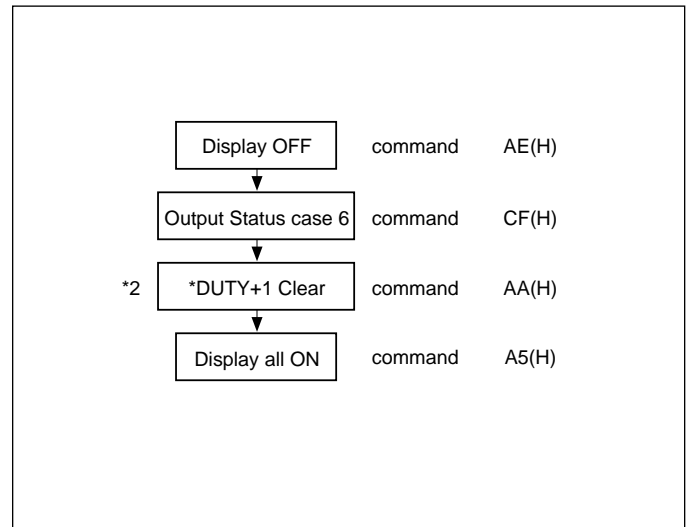 Display OFF command AE(H)
Output Status case 6 command CF(H)
*2 *DUTY+1 Clear command AA(H)
Display all ON command A5(H)